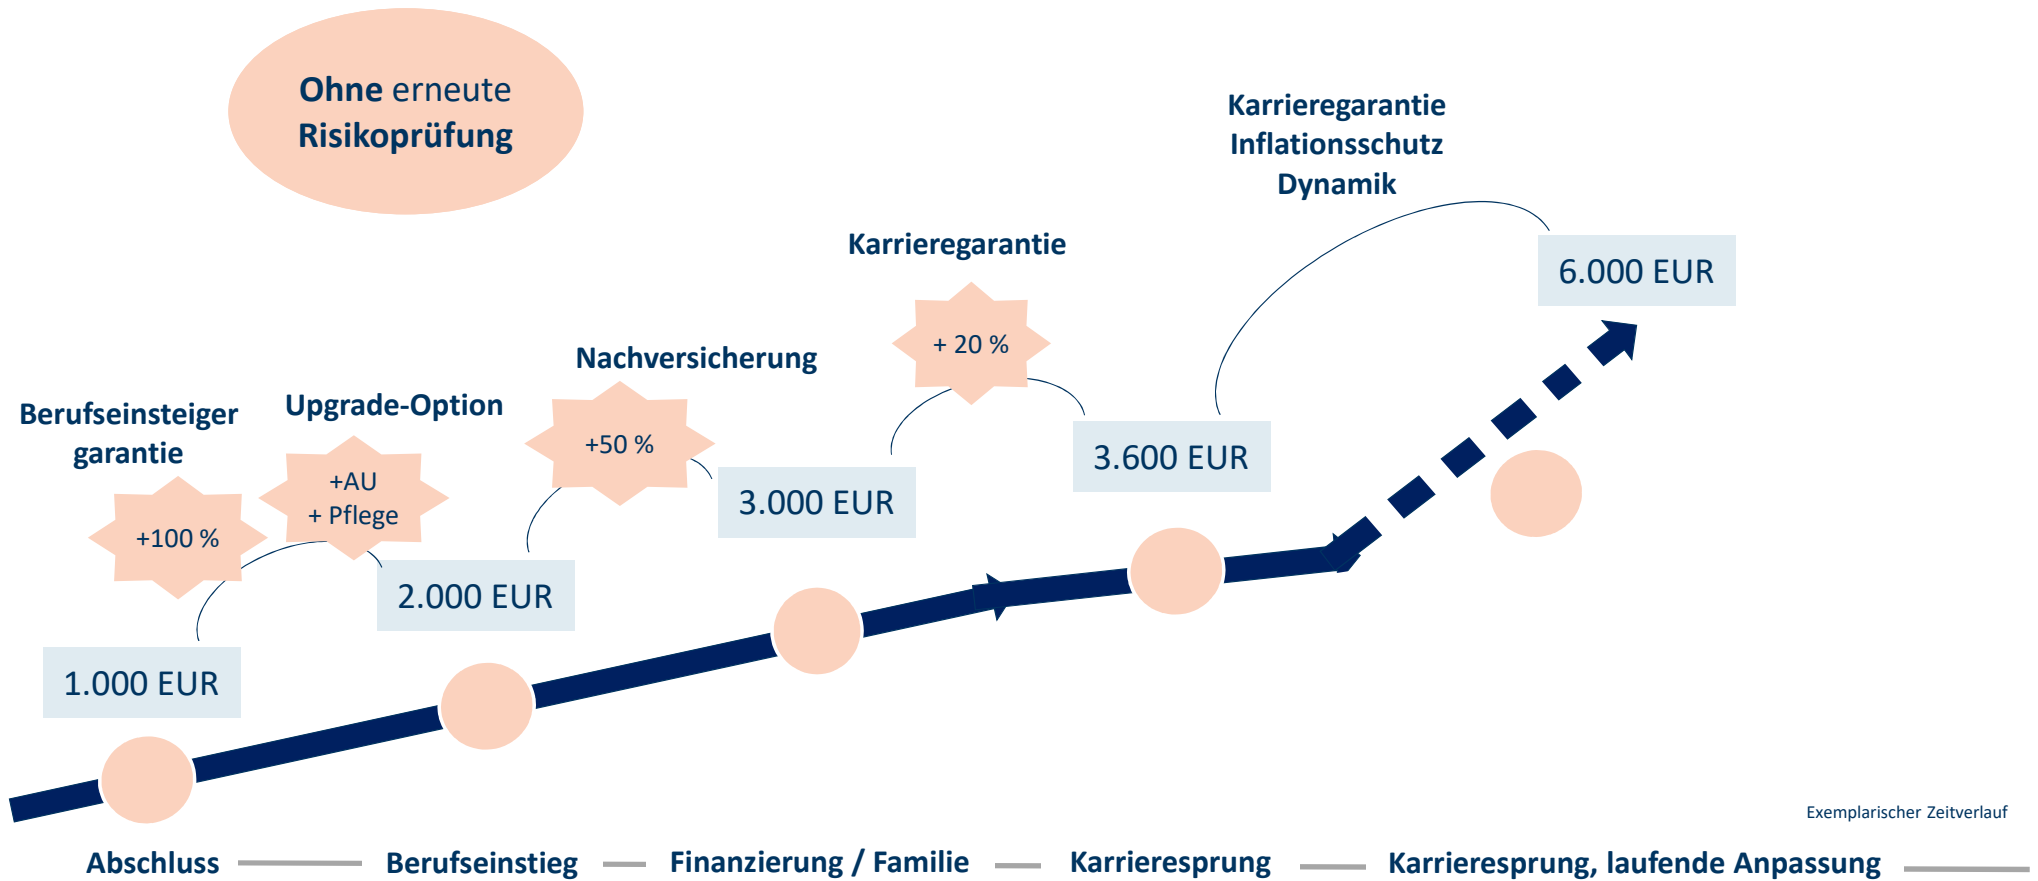 Ohne erneute
Risikoprüfung
Karrieregarantie
Inflationsschutz
Dynamik
6.000 EUR
Karrieregarantie
+ 20 %
3.600 EUR
Nachversicherung
+50 %
3.000 EUR
Upgrade-Option
+AU
+ Pflege
2.000 EUR
Berufseinsteiger
garantie
+100 %
1.000 EUR
Exemplarischer Zeitverlauf
Abschluss
Berufseinstieg
Finanzierung / Familie
Karrieresprung
Karrieresprung, laufende Anpassung